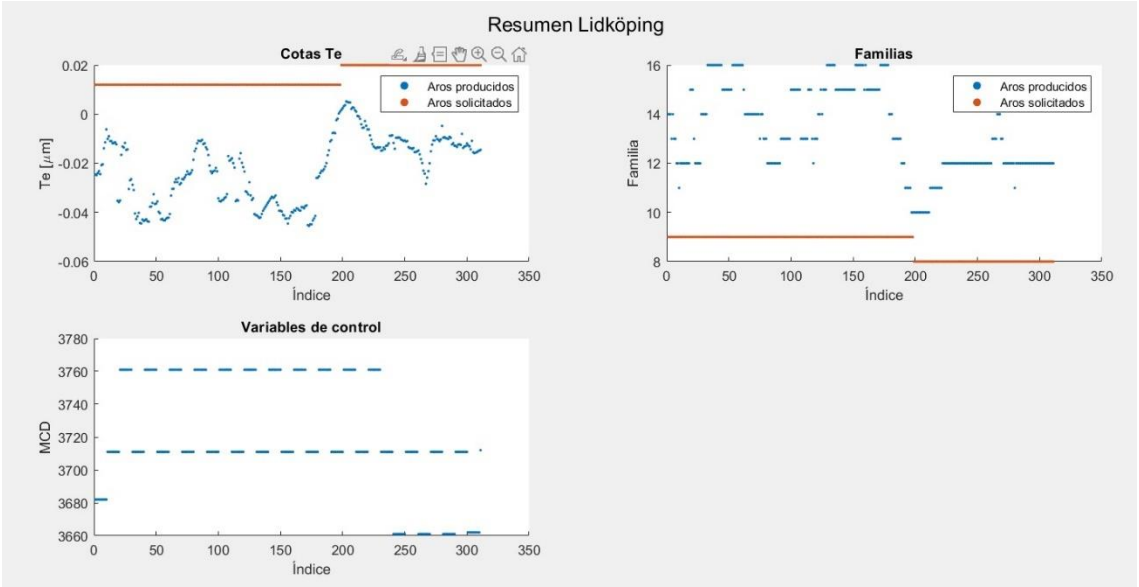 Resumen Lidköping
Cotas Te
0.02
0
-0.02
-0.04
-0.06
Te [μm]
0 50 100 150 200 250 300 350
Índice
Aros producidos
Aros solicitados
Familias
16
14
12
10
8
Familia
0 50 100 150 200 250 300 350
Índice
Aros producidos
Aros solicitados
Variables de control
3780
3760
3740
3720
3700
3680
3660
MCD
0 50 100 150 200 250 300 350
Índice